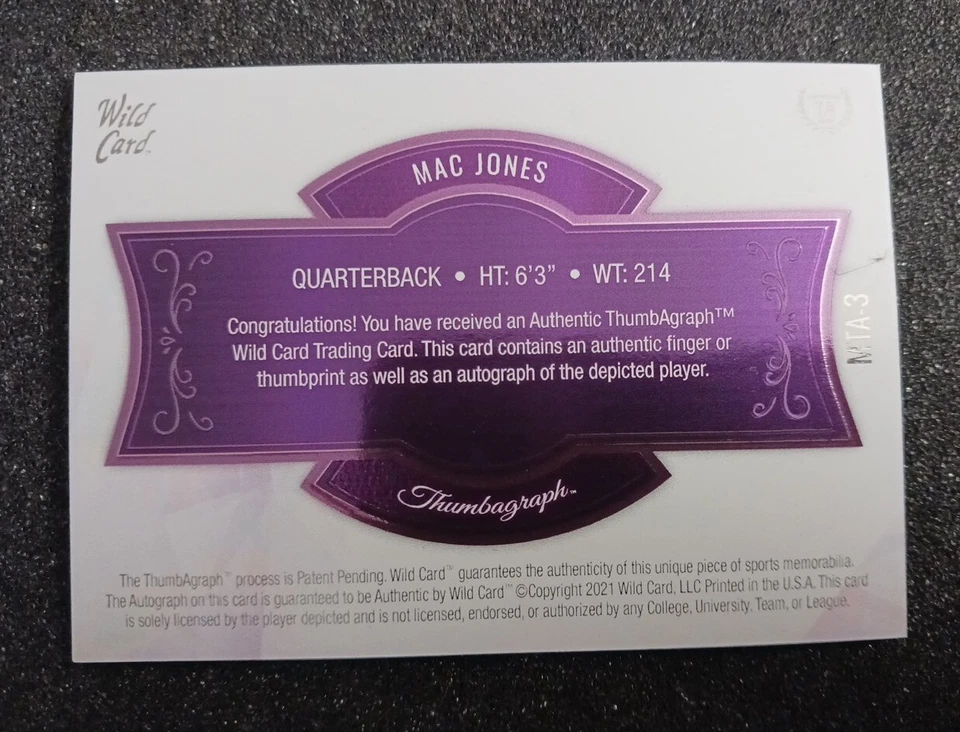 Wild
Card™
MAC JONES
QUARTERBACK • HT: 6'3" • WT: 214
Congratulations! You have received an Authentic ThumbAgraph™
Wild Card Trading Card. This card contains an authentic finger or
thumbprint as well as an autograph of the depicted player.
MTA-3
Thumbagraph™
The ThumbAgraph™ process is Patent Pending. Wild Card™ guarantees the authenticity of this unique piece of sports memorabilia.
The Autograph on this card is guaranteed to be Authentic by Wild Card™ ©Copyright 2021 Wild Card, LLC Printed in the U.S.A. This card
is solely licensed by the player depicted and is not licensed, endorsed, or authorized by any College, University, Team, or League.